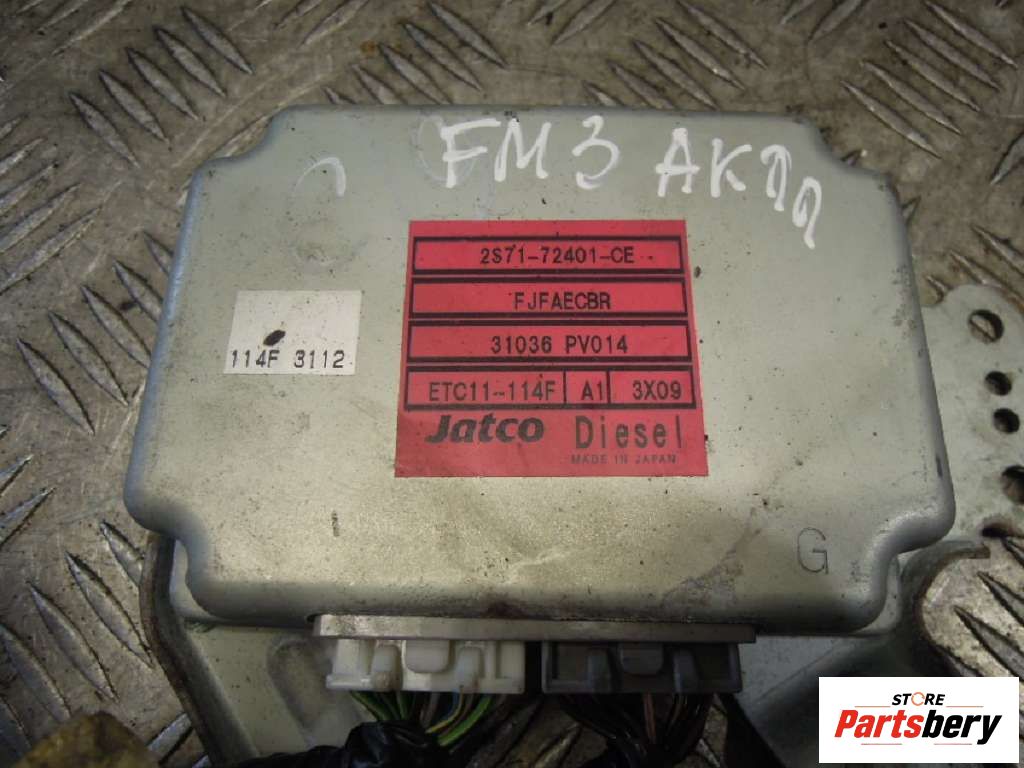 FM3 АКПП
2S71-72401-CE
FJFAECBR
31036 PV014
ETC11-114F A1 3X09
Jatco Diesel
MADE IN JAPAN
114F 3112
G
STORE
Partsbery